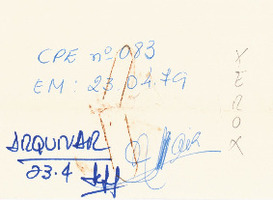 CPE nº 083
EM: 23.04.79
XEROX
ARQUIVAR
23.4